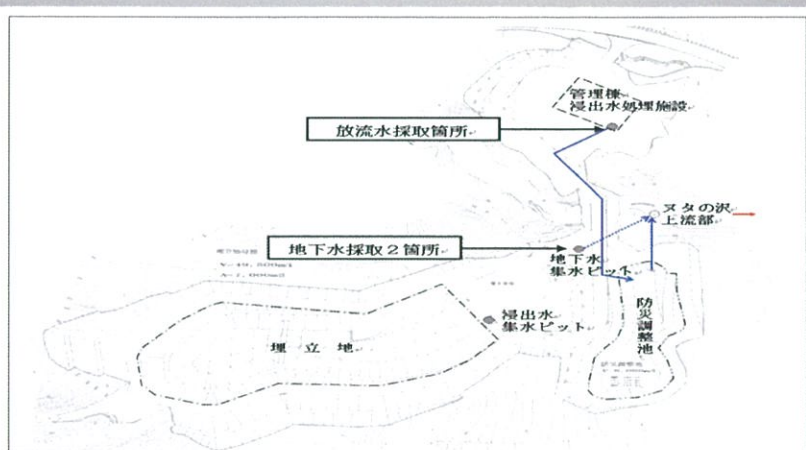 管理棟
浸出水処理施設
放流水採取箇所
ヌタの沢
上流部
地下水採取2箇所
地下水
集水ピット
浸出水
集水ピット
防災調整池
埋立地